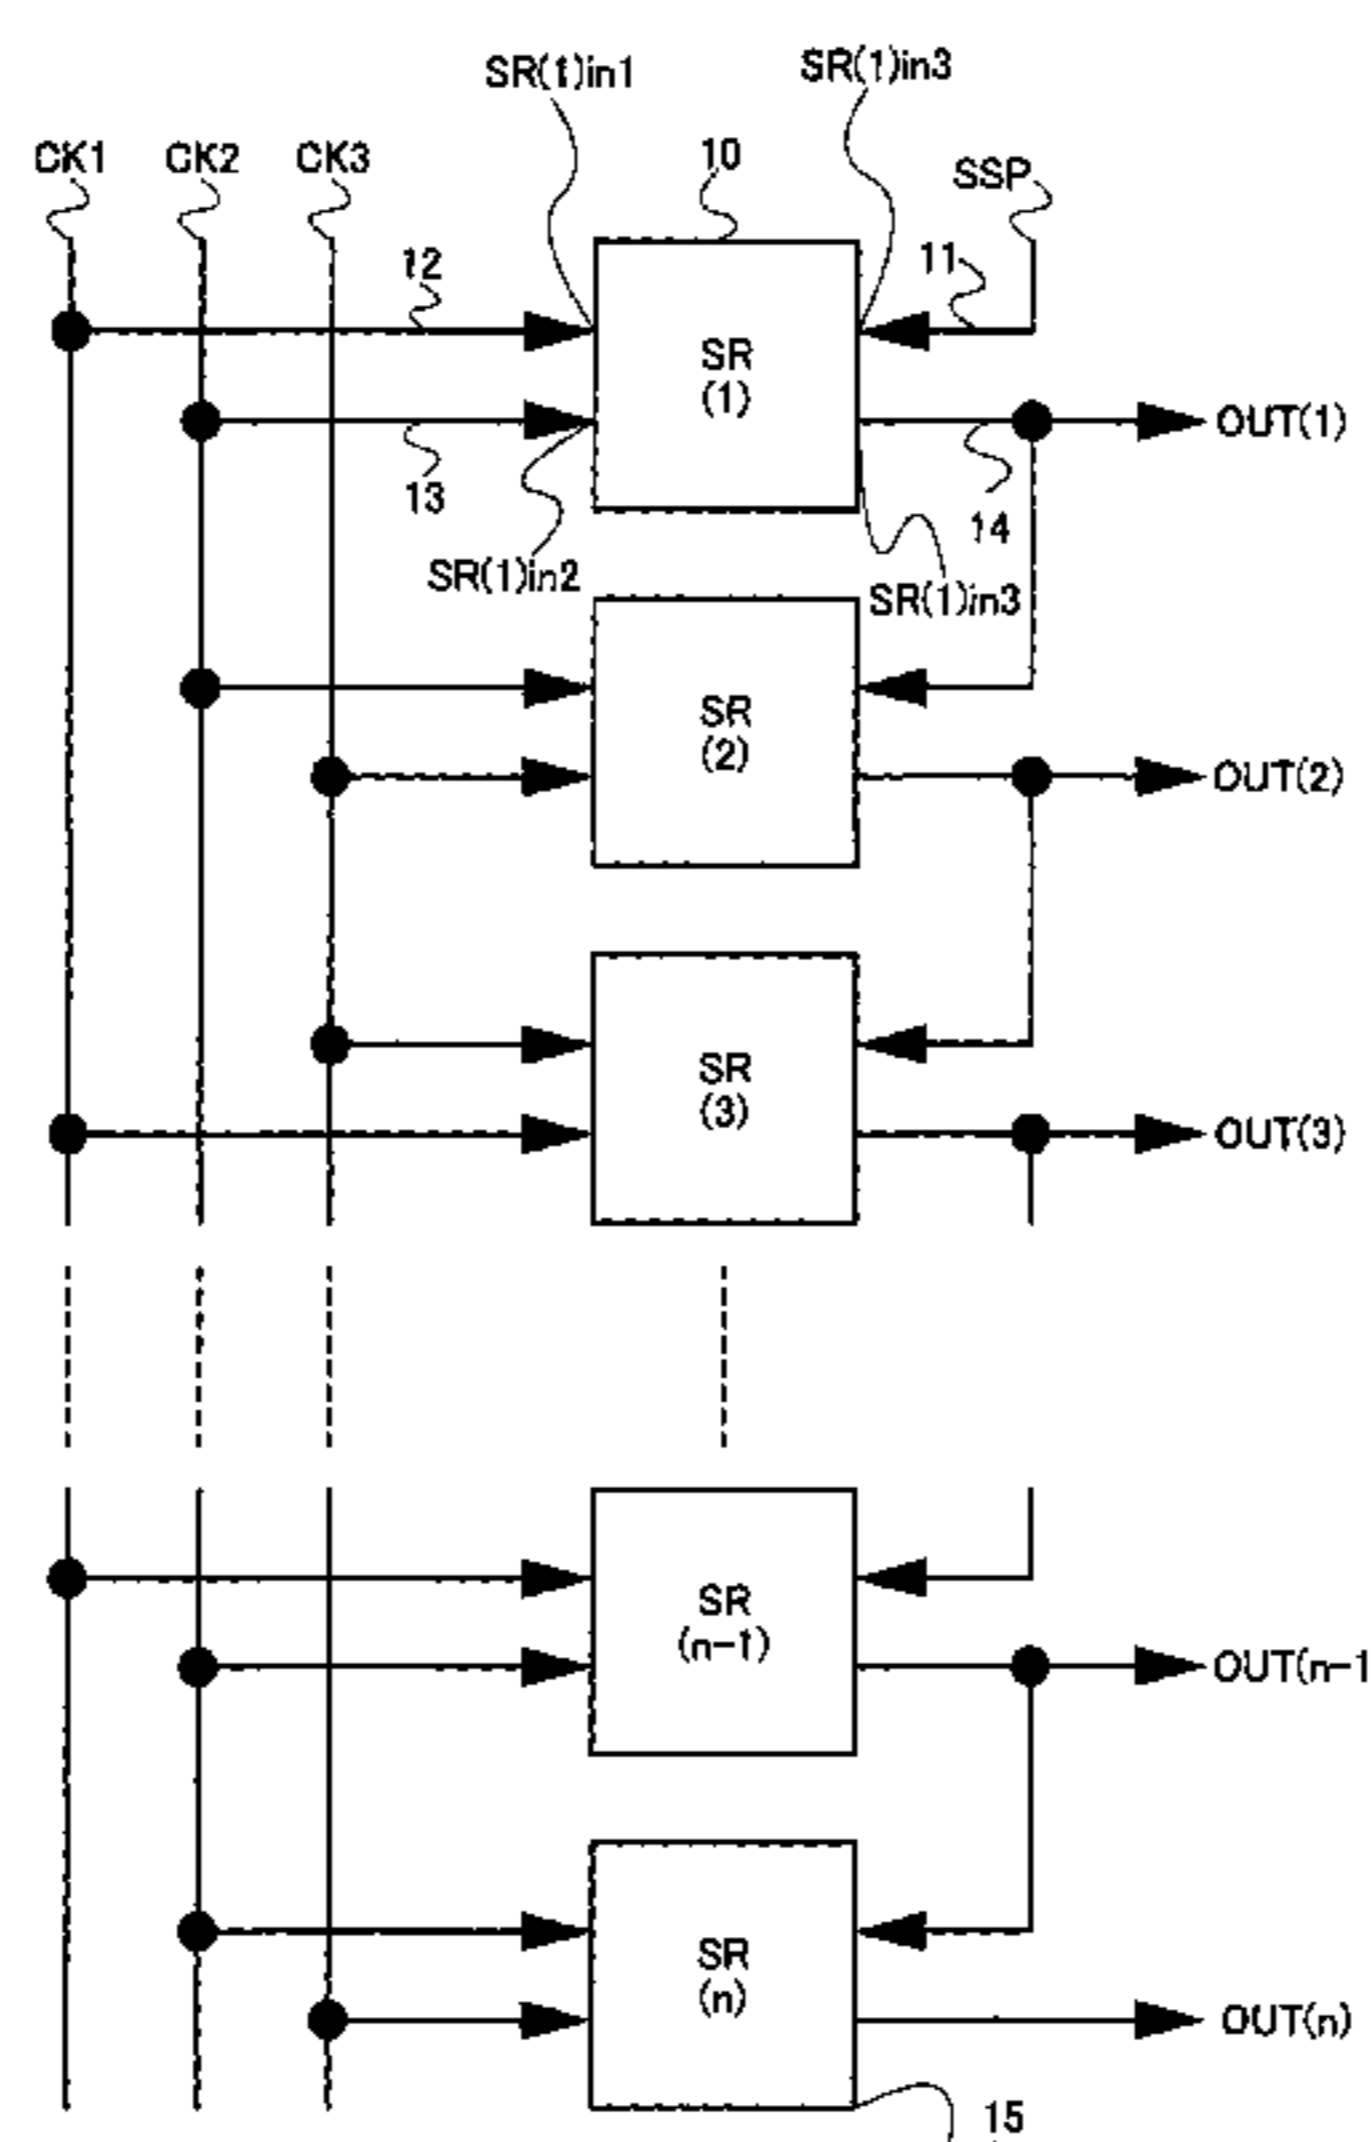 SR(1)in1
SR(1)in3
CK1
CK2
CK3
10
SSP
12
11
SR
(1)
OUT(1)
13
14
SR(1)in2
SR(1)in3
SR
(2)
OUT(2)
SR
(3)
OUT(3)
SR
(n-1)
OUT(n-1
SR
(n)
OUT(n)
15